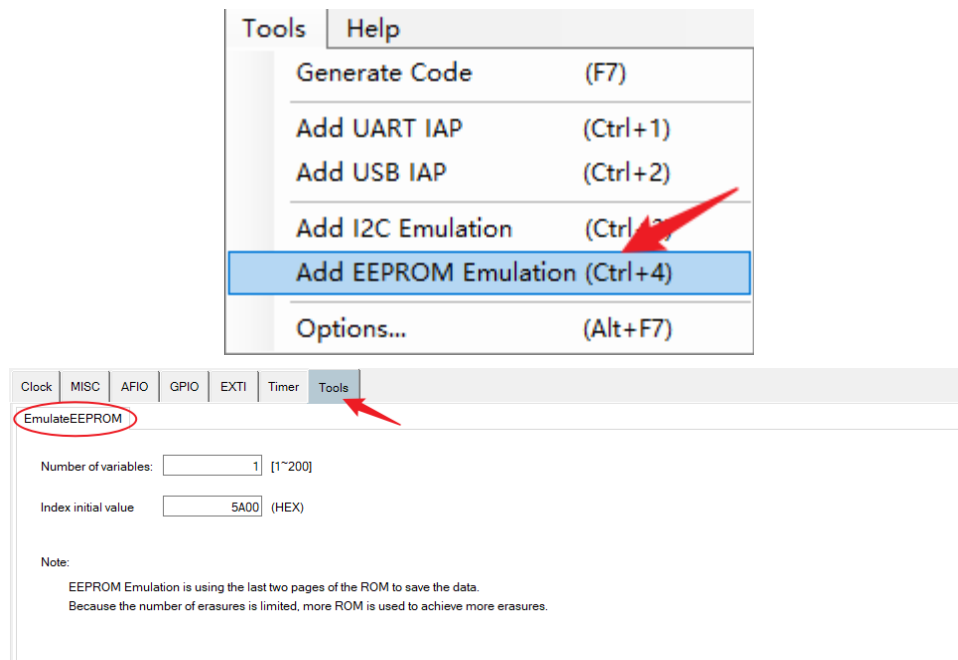 Tools Help
Generate Code (F7)
Add UART IAP (Ctrl+1)
Add USB IAP (Ctrl+2)
Add I2C Emulation
Add EEPROM Emulation (Ctrl+4)
Options... (Alt+F7)
Clock MISC AFIO GPIO EXTI Timer Tools
EmulateEEPROM
Number of variables: 1 [1~200]
Index initial value 5A00 (HEX)
Note:
EEPROM Emulation is using the last two pages of the ROM to save the data.
Because the number of erasures is limited, more ROM is used to achieve more erasures.